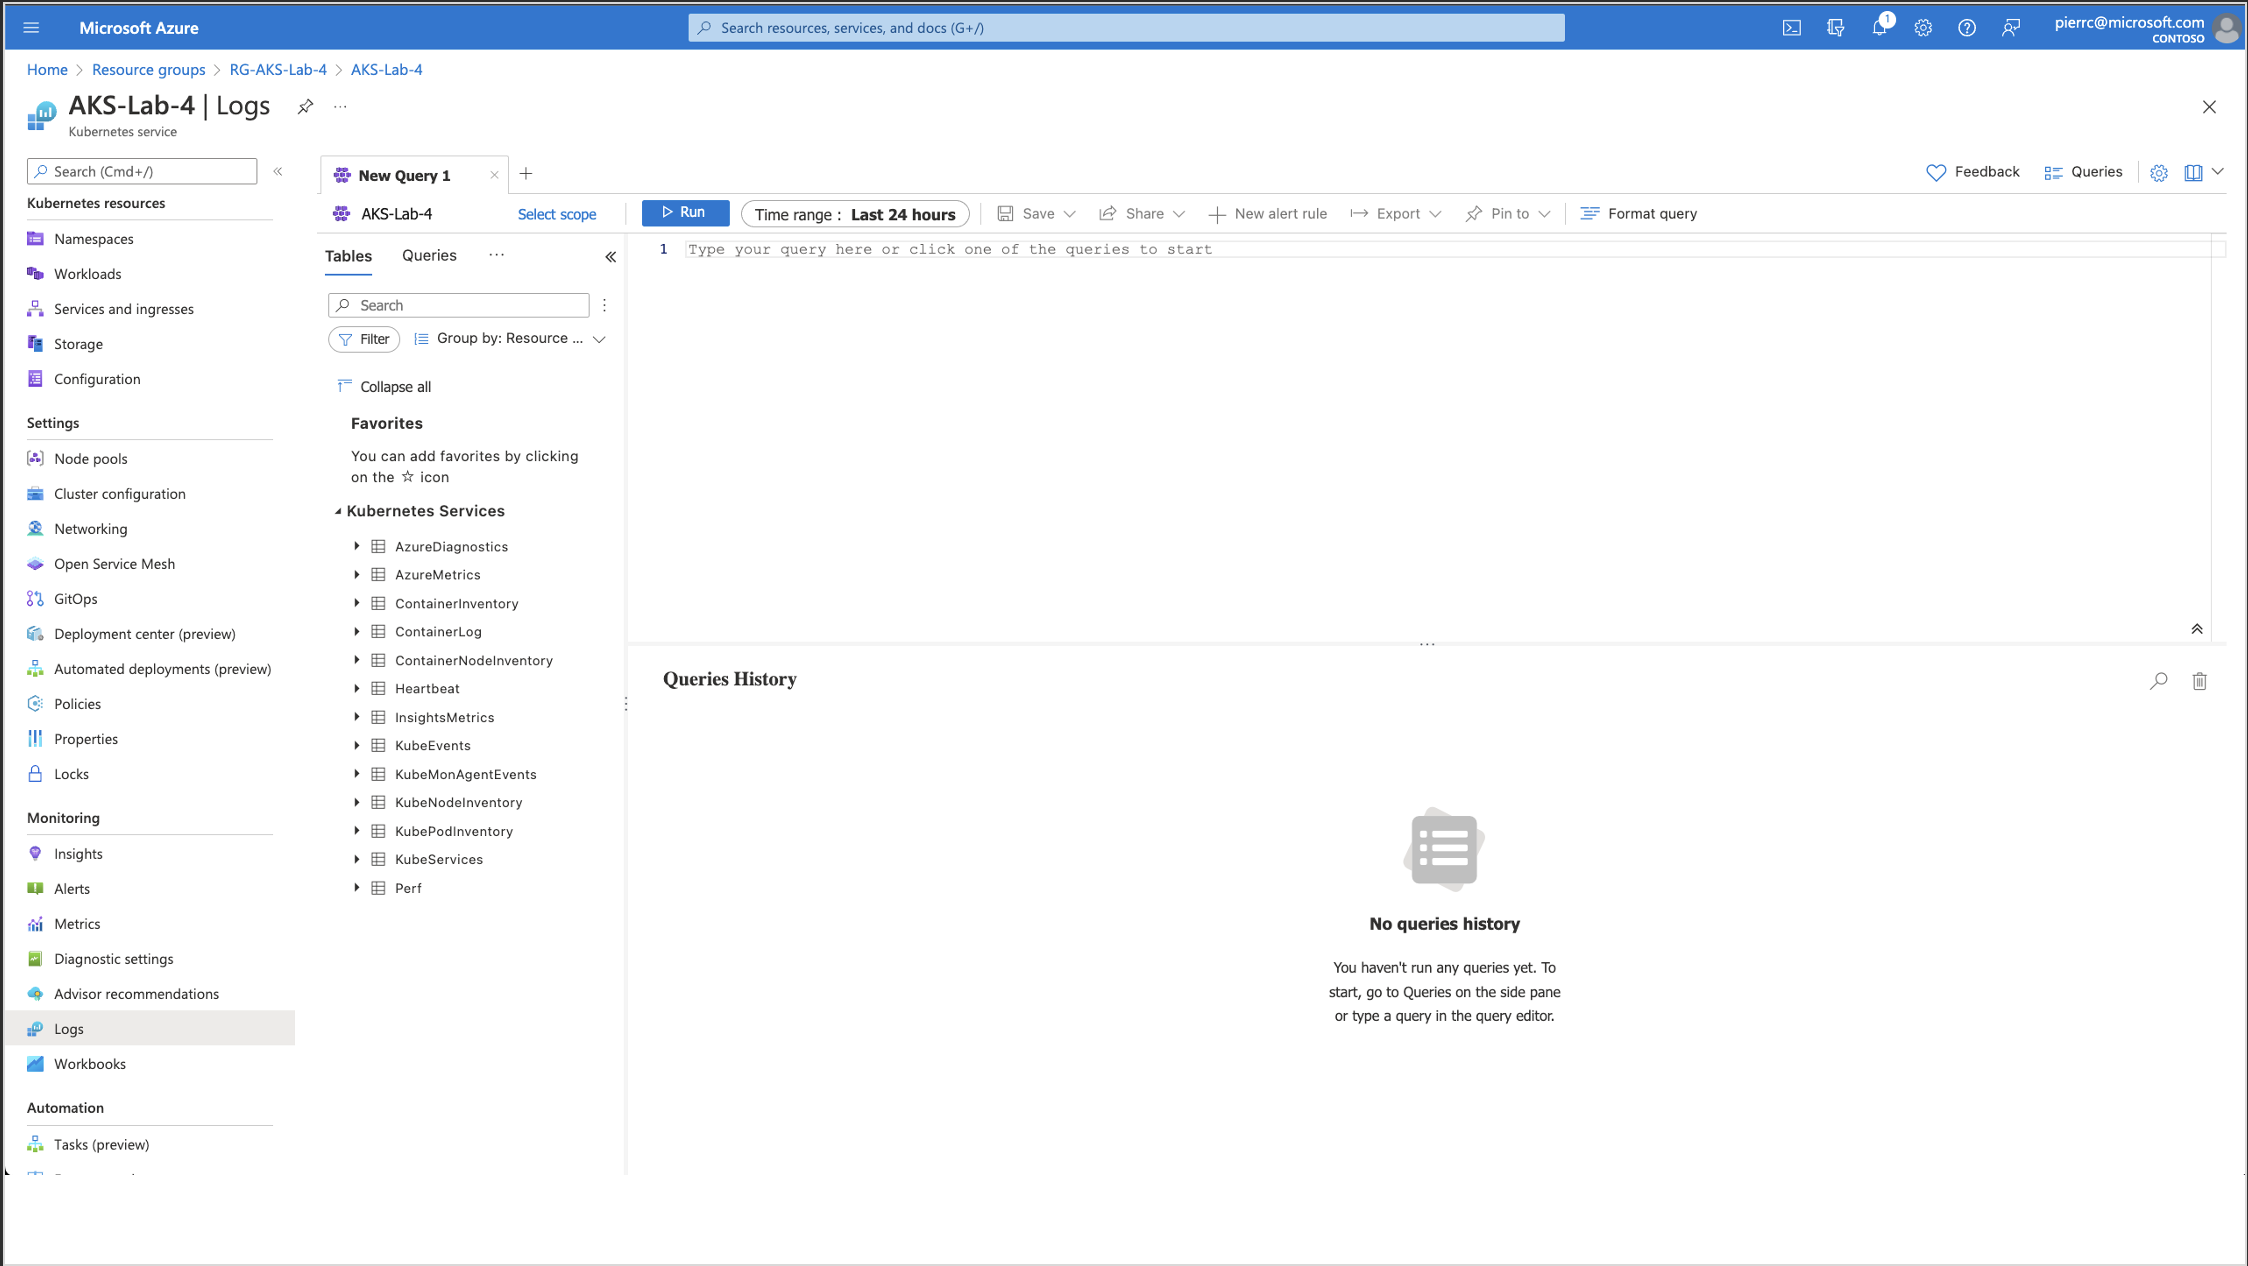 Microsoft Azure
Search resources, services, and docs (G+/)
1
pierrc@microsoft.com
CONTOSO
Home > Resource groups > RG-AKS-Lab-4 > AKS-Lab-4
AKS-Lab-4 | Logs
Kubernetes service
Search (Cmd+/)
Kubernetes resources
Namespaces
Workloads
Services and ingresses
Storage
Configuration
Settings
Node pools
Cluster configuration
Networking
Open Service Mesh
GitOps
Deployment center (preview)
Automated deployments (preview)
Policies
Properties
Locks
Monitoring
Insights
Alerts
Metrics
Diagnostic settings
Advisor recommendations
Logs
Workbooks
Automation
Tasks (preview)
New Query 1
Feedback
Queries
AKS-Lab-4
Select scope
Run
Time range : Last 24 hours
Save
Share
New alert rule
Export
Pin to
Format query
Tables
Queries
Search
Filter
Group by: Resource ...
Collapse all
Favorites
You can add favorites by clicking
on the ☆ icon
Kubernetes Services
AzureDiagnostics
AzureMetrics
ContainerInventory
ContainerLog
ContainerNodeInventory
Heartbeat
InsightsMetrics
KubeEvents
KubeMonAgentEvents
KubeNodeInventory
KubePodInventory
KubeServices
Perf
1 Type your query here or click one of the queries to start
Queries History
No queries history
You haven't run any queries yet. To
start, go to Queries on the side pane
or type a query in the query editor.